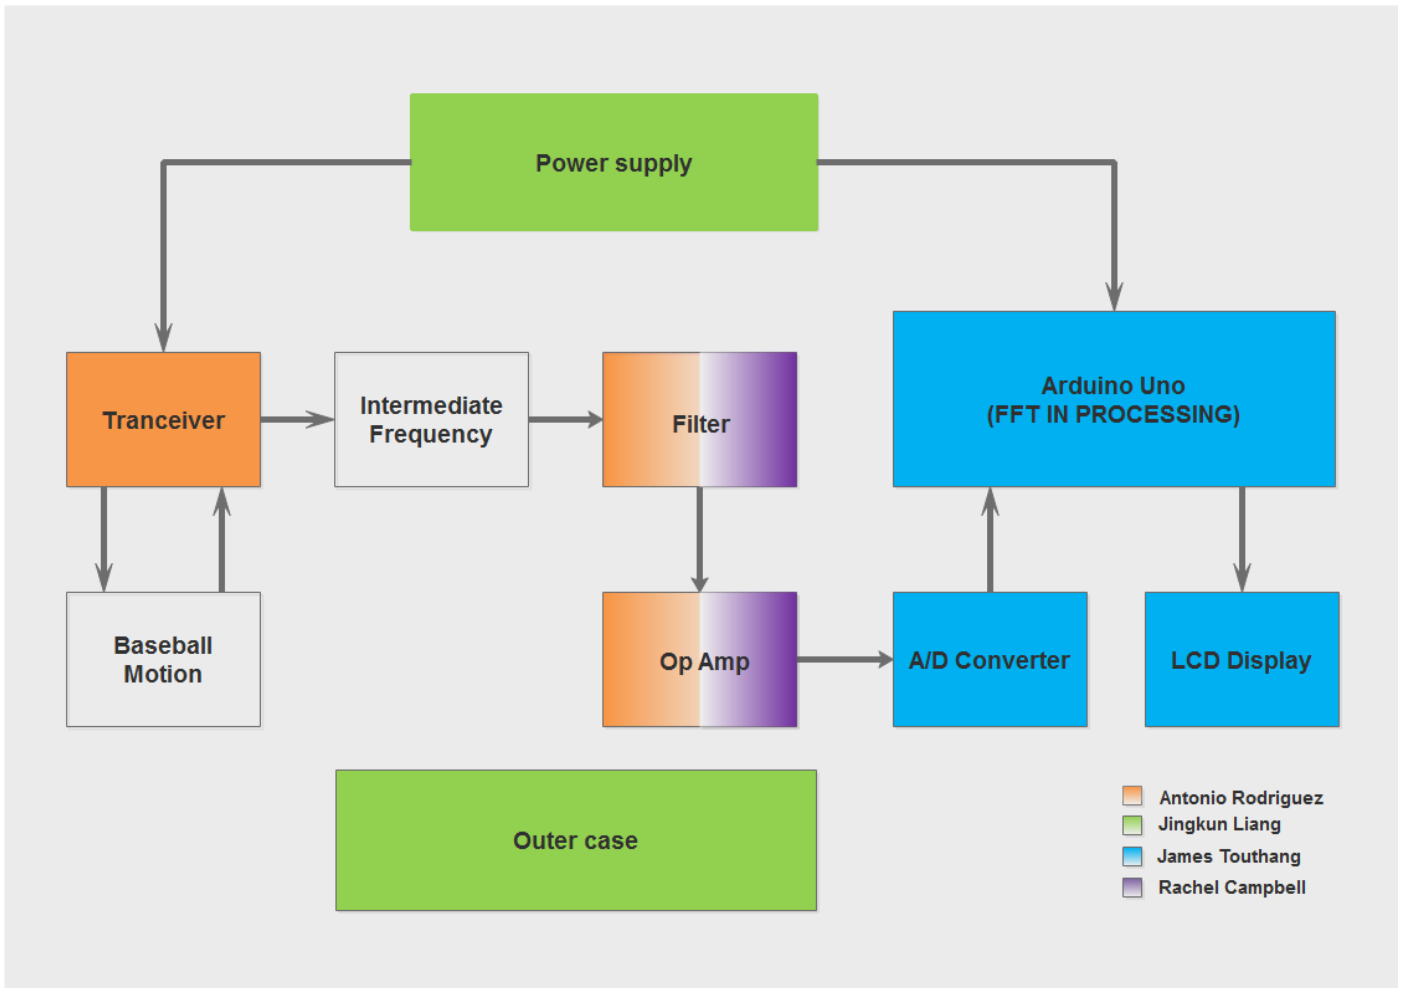 Power supply
Tranceiver
Intermediate
Frequency
Filter
Arduino Uno
(FFT IN PROCESSING)
Baseball
Motion
Op Amp
A/D Converter
LCD Display
Outer case
Antonio Rodriguez
Jingkun Liang
James Touthang
Rachel Campbell